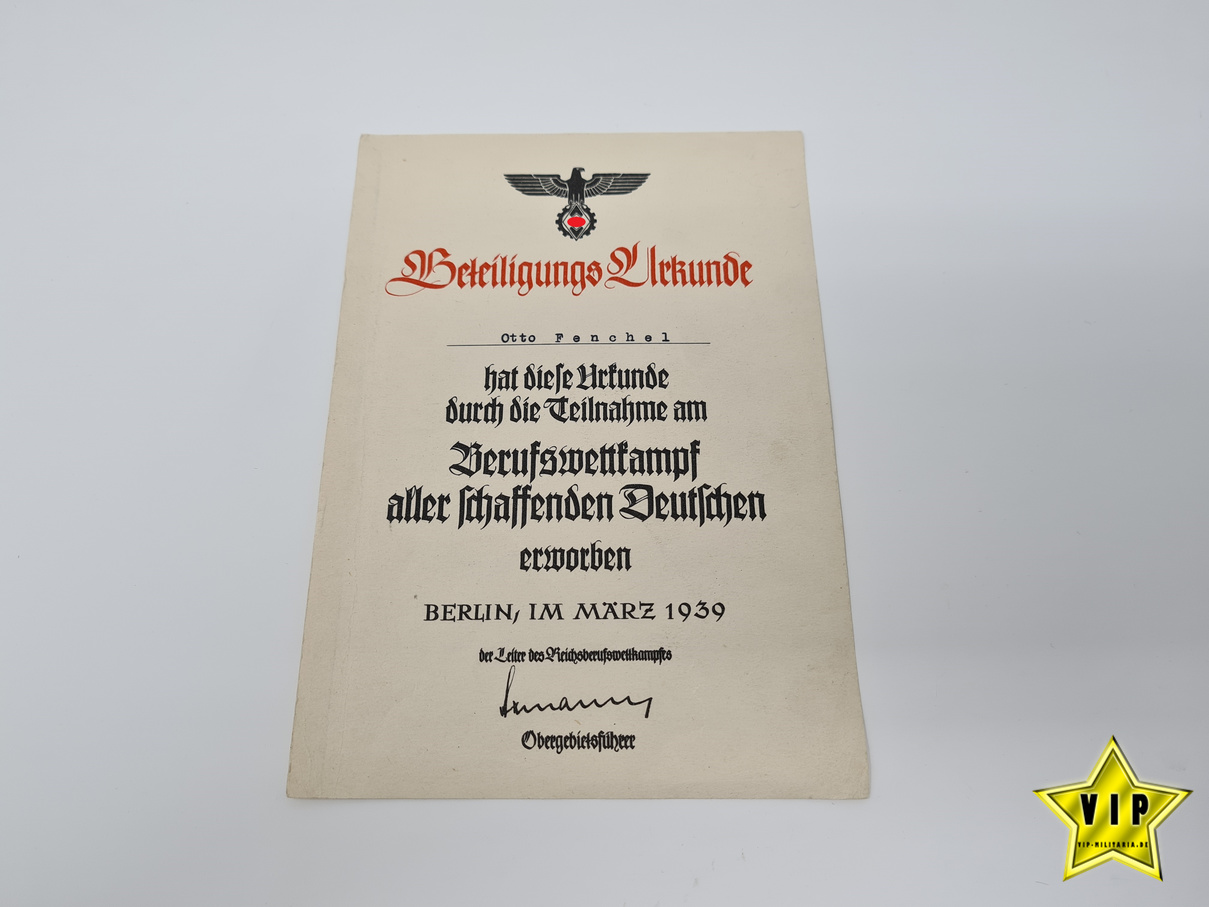 Beteiligungs Urkunde
Otto Fenchel
hat diese Urkunde
durch die Teilnahme am
Berufswettkampf
aller schaffenden Deutschen
erworben
BERLIN, IM MÄRZ 1939
der Leiter des Reichsberufswettkampfes
Obergebietsführer
VIP
VIP-MILITARIA.DE